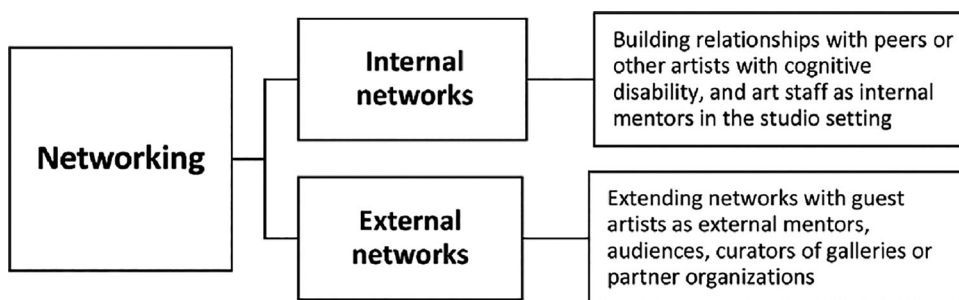 Networking
Internal
networks
Building relationships with peers or
other artists with cognitive
disability, and art staff as internal
mentors in the studio setting
External
networks
Extending networks with guest
artists as external mentors,
audiences, curators of galleries or
partner organizations